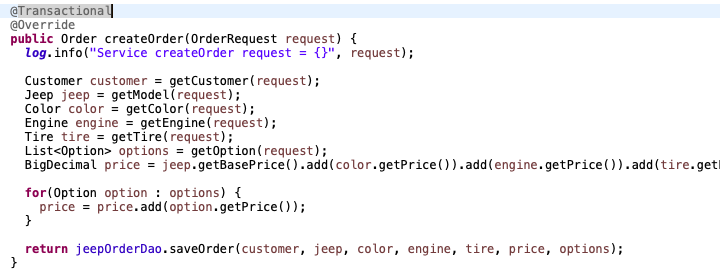 @Transactional
@Override
public Order createOrder(OrderRequest request) {
  log.info("Service createOrder request = {}", request);

  Customer customer = getCustomer(request);
  Jeep jeep = getModel(request);
  Color color = getColor(request);
  Engine engine = getEngine(request);
  Tire tire = getTire(request);
  List<Option> options = getOption(request);
  BigDecimal price = jeep.getBasePrice().add(color.getPrice()).add(engine.getPrice()).add(tire.get

  for(Option option : options) {
    price = price.add(option.getPrice());
  }

  return jeepOrderDao.saveOrder(customer, jeep, color, engine, tire, price, options);
}